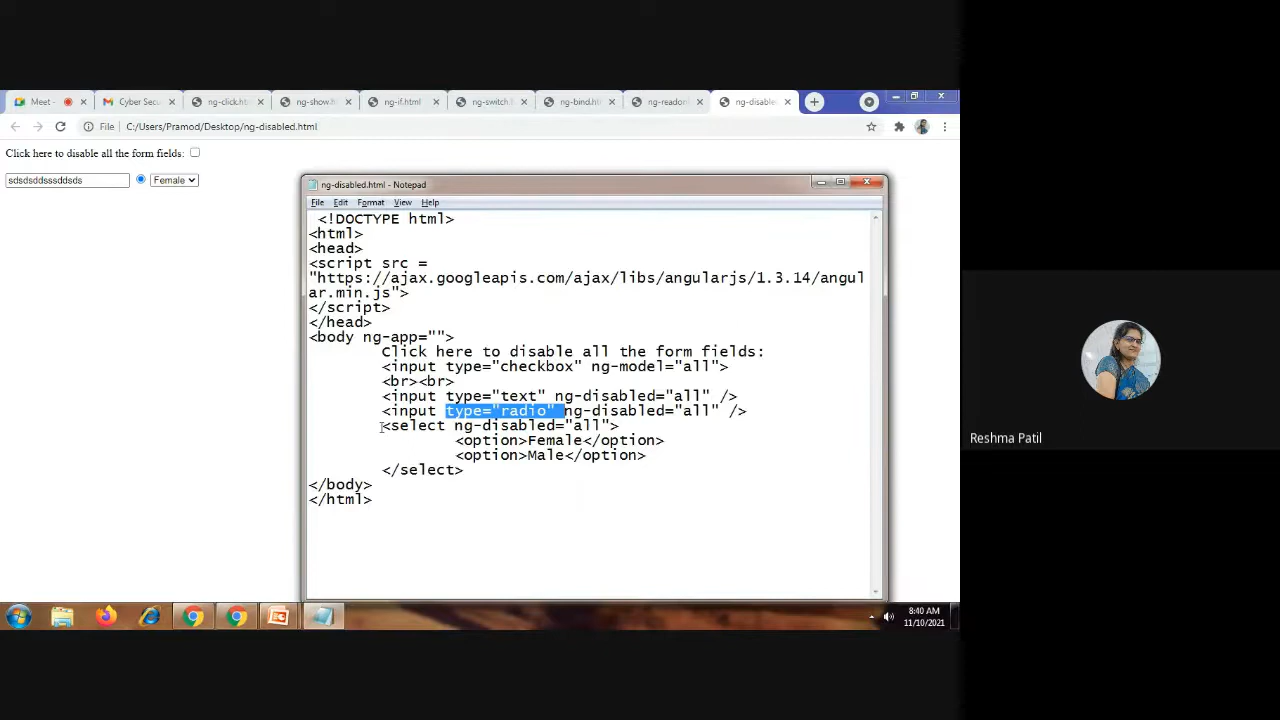 Meet -
Cyber Secu
ng-click.htm
ng-show.h
ng-if.html
ng-switch.h
ng-bind.htm
ng-readonl
ng-disable
File
C:/Users/Pramod/Desktop/ng-disabled.html
Click here to disable all the form fields:
sdsdsddsssddsds
Female
ng-disabled.html - Notepad
File Edit Format View Help
<!DOCTYPE html>
<html>
<head>
<script src =
"https://ajax.googleapis.com/ajax/libs/angularjs/1.3.14/angul
ar.min.js">
</script>
</head>
<body ng-app="">
Click here to disable all the form fields:
<input type="checkbox" ng-model="all">
<br><br>
<input type="text" ng-disabled="all" />
<input type="radio" ng-disabled="all" />
<select ng-disabled="all">
<option>Female</option>
<option>Male</option>
</select>
</body>
</html>
Reshma Patil
8:40 AM
11/10/2021